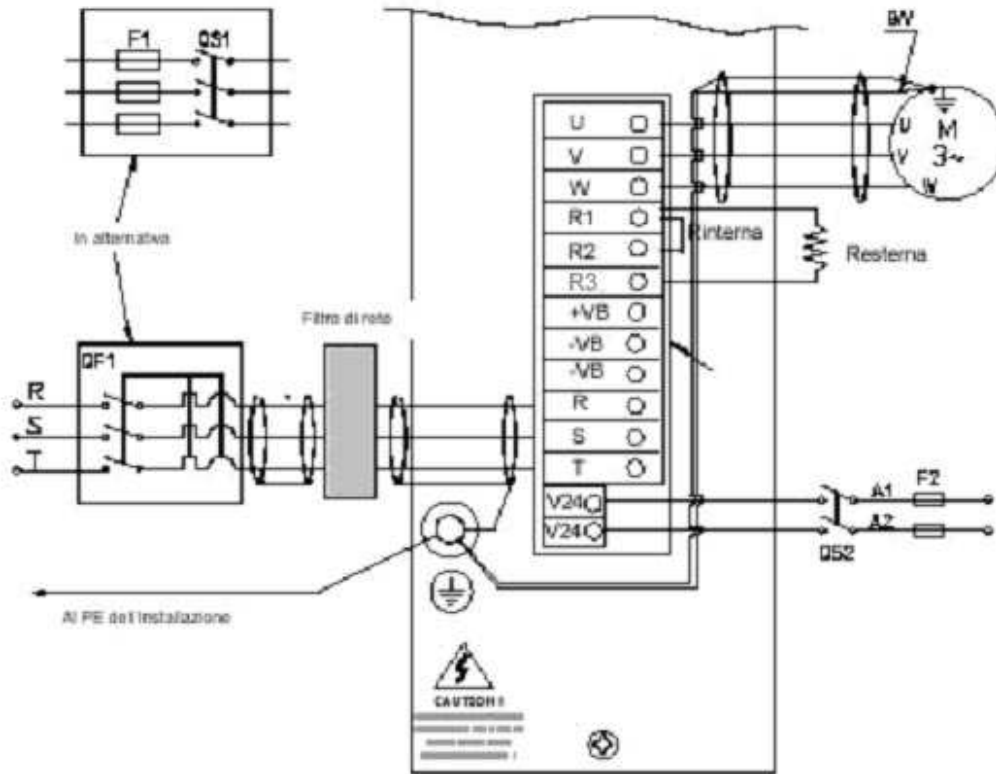 F1 QS1
G/V
U
V
W
R1
R2
R3
+VB
-VB
-VB
R
S
T
V24
V24
U
M
V
3~
W
Rinterna
Resterna
In alternativa
Filtro di rete
QF1
R
S
T
A1 F2
A2
QS2
Al PE dell'installazione
CAUTION !